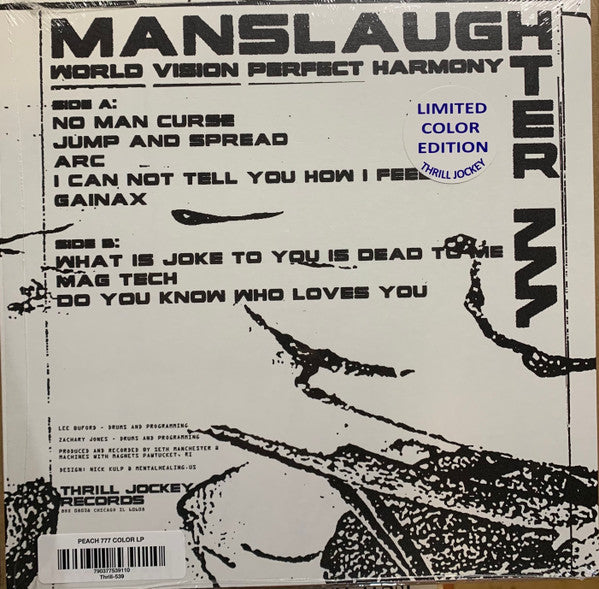 MANSLAUGH
TER 777
WORLD VISION PERFECT HARMONY
SIDE A:
NO MAN CURSE
JUMP AND SPREAD
ARC
I CAN NOT TELL YOU HOW I FEEL
GAINAX
LIMITED
COLOR
EDITION
THRILL JOCKEY
SIDE B:
WHAT IS JOKE TO YOU IS DEAD TO ME
MAG TECH
DO YOU KNOW WHO LOVES YOU
LEE BUFORD - DRUMS AND PROGRAMMING
ZACHARY JONES - DRUMS AND PROGRAMMING
PRODUCED AND RECORDED BY SETH MANCHESTER @
MACHINES WITH MAGNETS PAWTUCKET, RI
DESIGN: NICK KULP @ MENTALHEALING.US
THRILL JOCKEY
RECORDS
BOX 08038 CHICAGO IL 60608
PEACH 777 COLOR LP
790377539110
Thrill-539